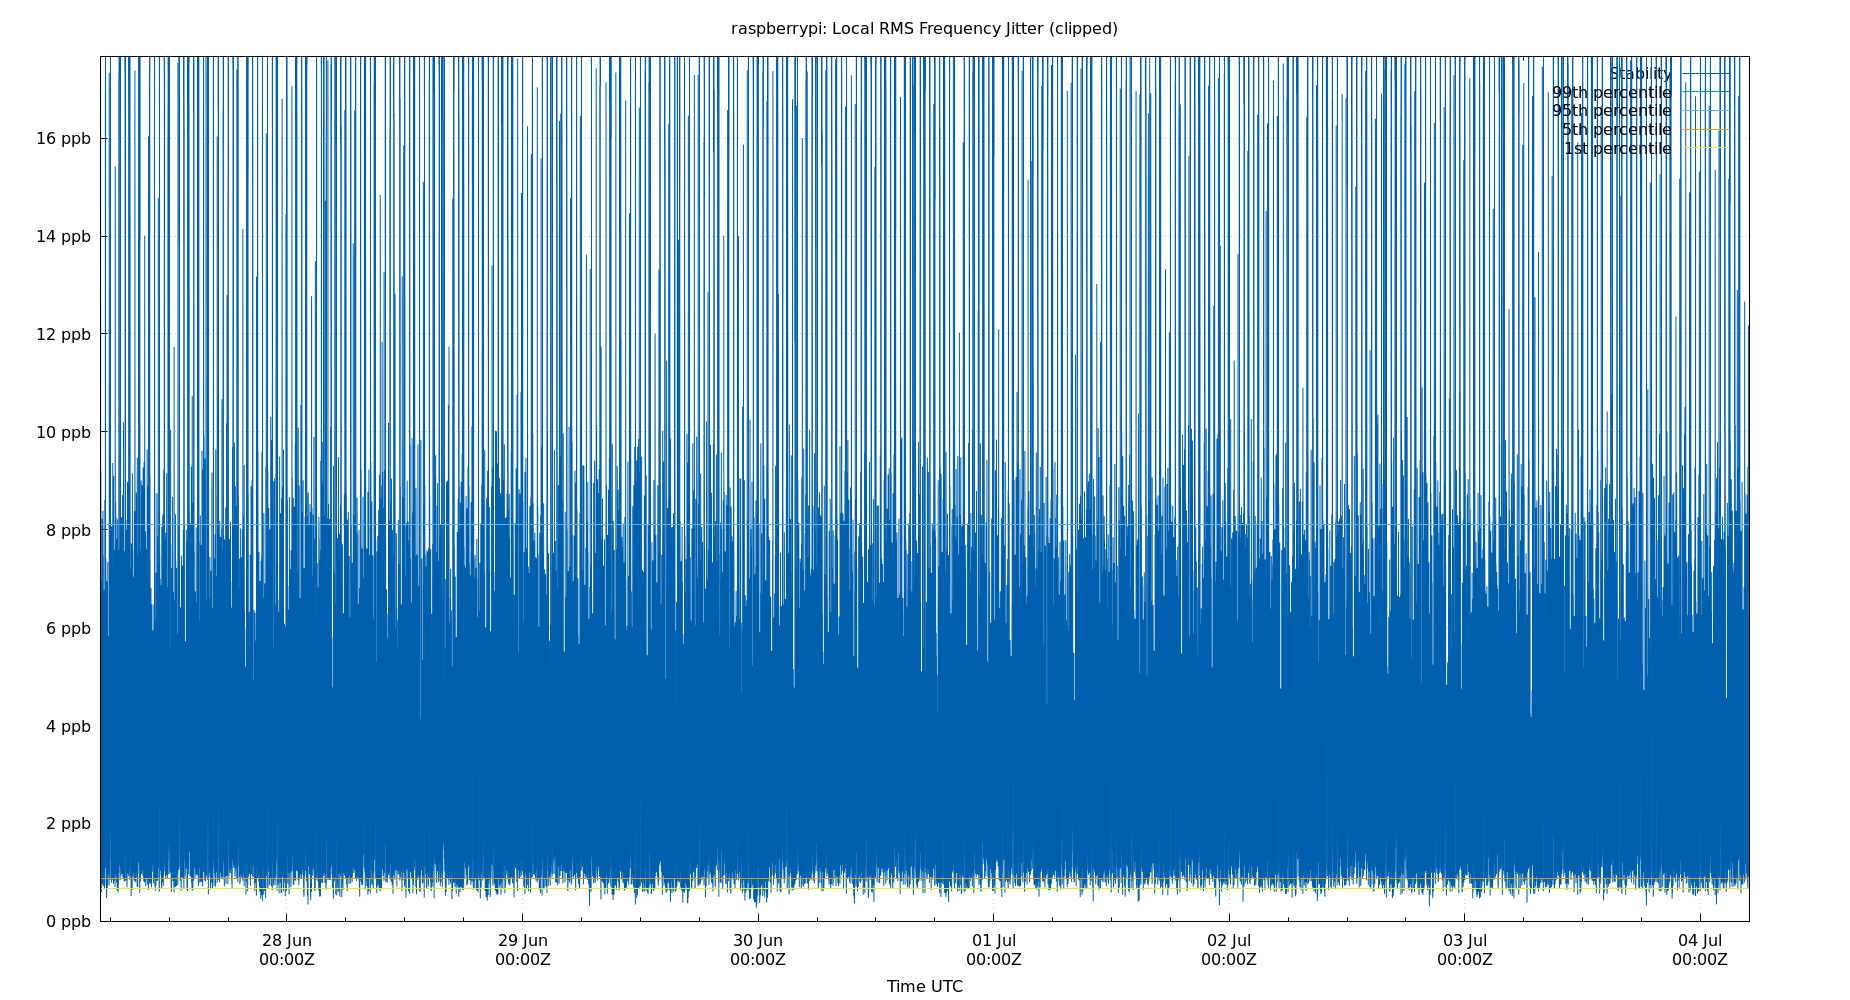 raspberrypi: Local RMS Frequency Jitter (clipped)
Stability
99th percentile
95th percentile
5th percentile
1st percentile
16 ppb
14 ppb
12 ppb
10 ppb
8 ppb
6 ppb
4 ppb
2 ppb
0 ppb
28 Jun 29 Jun 30 Jun 01 Jul 02 Jul 03 Jul 04 Jul
00:00Z 00:00Z 00:00Z 00:00Z 00:00Z 00:00Z 00:00Z
Time UTC